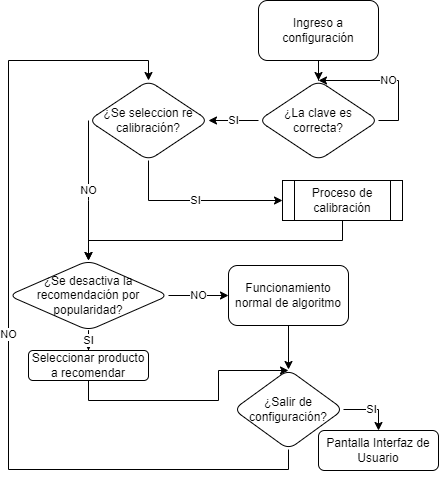 Ingreso a
configuración
NO
¿La clave es
correcta?
SI
¿Se seleccion re
calibración?
NO
SI
Proceso de
calibración
¿Se desactiva la
recomendación por
popularidad?
NO
Funcionamiento
normal de algoritmo
SI
Seleccionar producto
a recomendar
NO
¿Salir de
configuración?
SI
Pantalla Interfaz de
Usuario